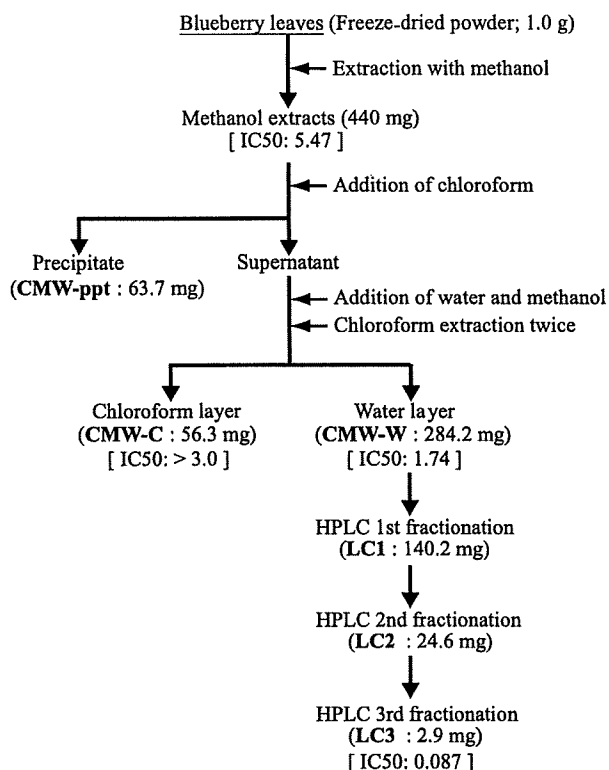 Blueberry leaves (Freeze-dried powder; 1.0 g)
Extraction with methanol
Methanol extracts (440 mg)
[ IC50: 5.47 ]
Addition of chloroform
Precipitate
(CMW-ppt : 63.7 mg)
Supernatant
Addition of water and methanol
Chloroform extraction twice
Chloroform layer
(CMW-C : 56.3 mg)
[ IC50: > 3.0 ]
Water layer
(CMW-W : 284.2 mg)
[ IC50: 1.74 ]
HPLC 1st fractionation
(LC1 : 140.2 mg)
HPLC 2nd fractionation
(LC2 : 24.6 mg)
HPLC 3rd fractionation
(LC3 : 2.9 mg)
[ IC50: 0.087 ]